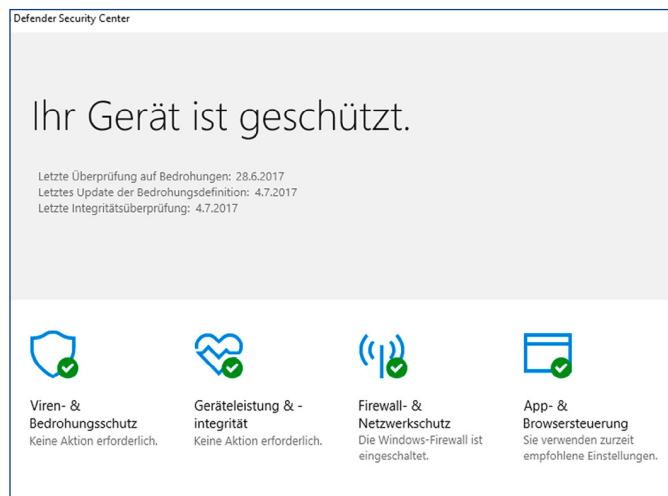 Defender Security Center
Ihr Gerät ist geschützt.
Letzte Überprüfung auf Bedrohungen: 28.6.2017
Letztes Update der Bedrohungsdefinition: 4.7.2017
Letzte Integritätsüberprüfung: 4.7.2017
Viren- &
Bedrohungsschutz
Keine Aktion erforderlich.
Geräteleistung & -
integrität
Keine Aktion erforderlich.
Firewall- &
Netzwerkschutz
Die Windows-Firewall ist
eingeschaltet.
App- &
Browsersteuerung
Sie verwenden zurzeit
empfohlene Einstellungen.